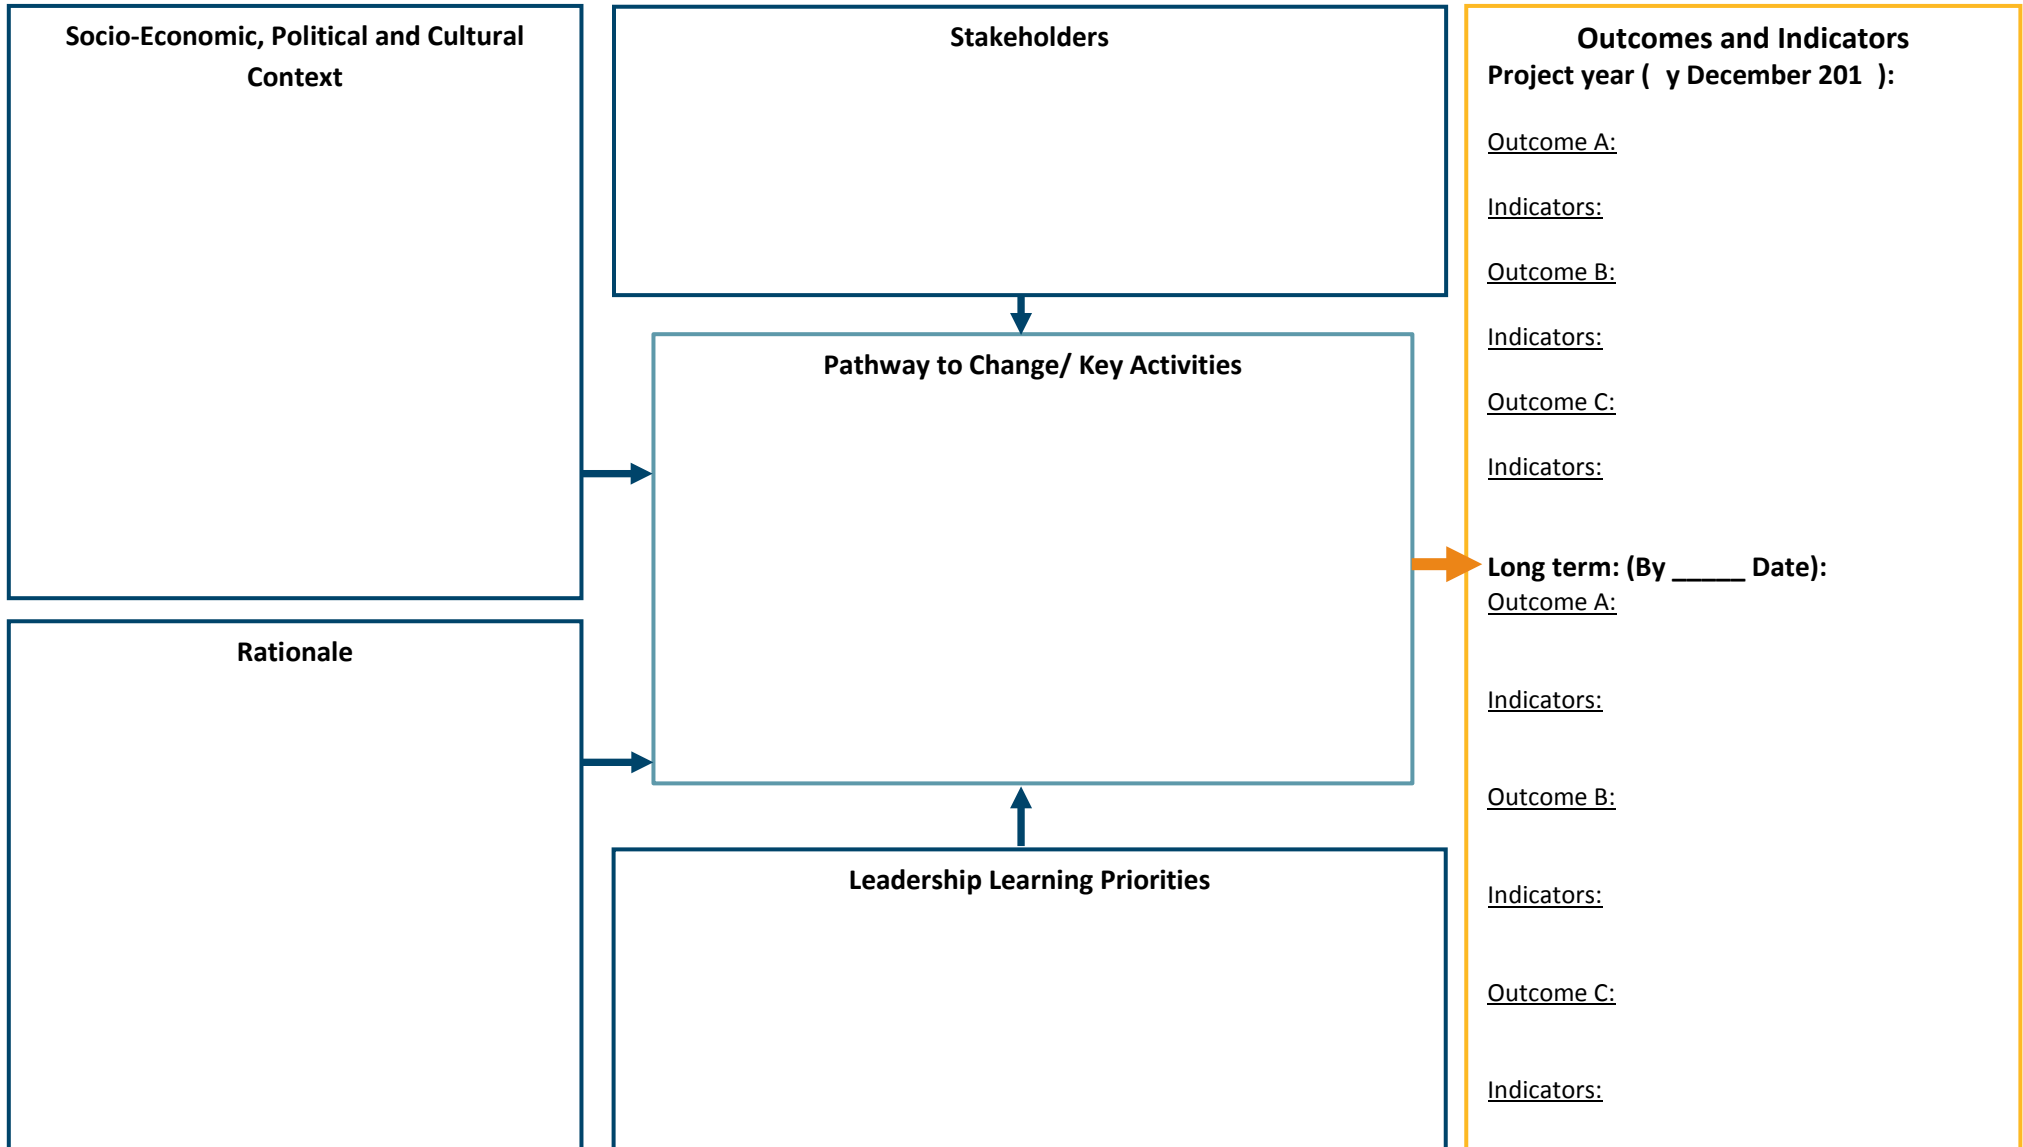 Socio-Economic, Political and Cultural
Context
Stakeholders
Pathway to Change/ Key Activities
Rationale
Leadership Learning Priorities
Outcomes and Indicators
Project year (  y December 201  ):
Outcome A:
Indicators:
Outcome B:
Indicators:
Outcome C:
Indicators:
Long term: (By _____ Date):
Outcome A:
Indicators:
Outcome B:
Indicators:
Outcome C:
Indicators: